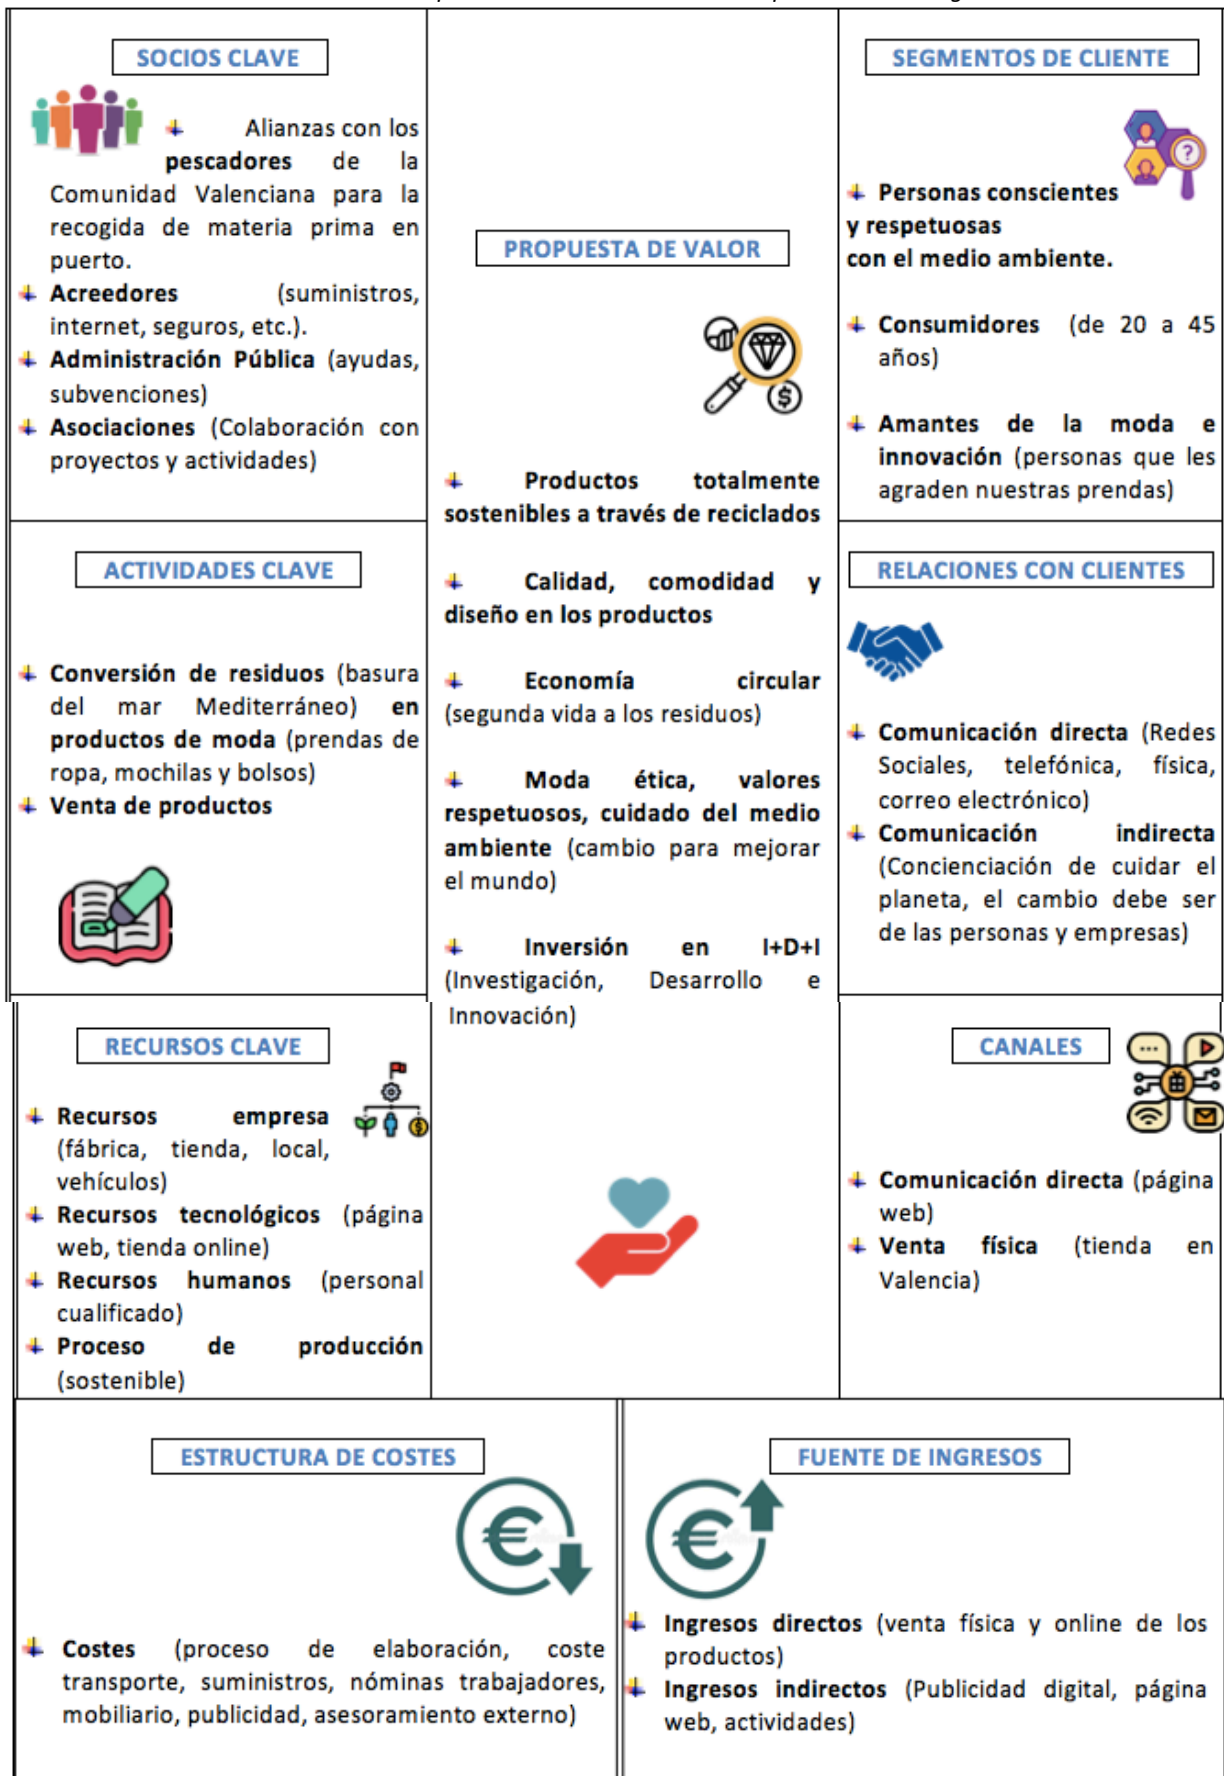 SOCIOS CLAVE
Alianzas con los
pescadores de la
Comunidad Valenciana para la
recogida de materia prima en
puerto.
Acreedores (suministros,
internet, seguros, etc.).
Administración Pública (ayudas,
subvenciones)
Asociaciones (Colaboración con
proyectos y actividades)
ACTIVIDADES CLAVE
Conversión de residuos (basura
del mar Mediterráneo) en
productos de moda (prendas de
ropa, mochilas y bolsos)
Venta de productos
RECURSOS CLAVE
Recursos empresa
(fábrica, tienda, local,
vehículos)
Recursos tecnológicos (página
web, tienda online)
Recursos humanos (personal
cualificado)
Proceso de producción
(sostenible)
PROPUESTA DE VALOR
Productos totalmente
sostenibles a través de reciclados
Calidad, comodidad y
diseño en los productos
Economía circular
(segunda vida a los residuos)
Moda ética, valores
respetuosos, cuidado del medio
ambiente (cambio para mejorar
el mundo)
Inversión en I+D+I
(Investigación, Desarrollo e
Innovación)
SEGMENTOS DE CLIENTE
Personas conscientes
y respetuosas
con el medio ambiente.
Consumidores (de 20 a 45
años)
Amantes de la moda e
innovación (personas que les
agraden nuestras prendas)
RELACIONES CON CLIENTES
Comunicación directa (Redes
Sociales, telefónica, física,
correo electrónico)
Comunicación indirecta
(Concienciación de cuidar el
planeta, el cambio debe ser
de las personas y empresas)
CANALES
Comunicación directa (página
web)
Venta física (tienda en
Valencia)
ESTRUCTURA DE COSTES
Costes (proceso de elaboración, coste
transporte, suministros, nóminas trabajadores,
mobiliario, publicidad, asesoramiento externo)
FUENTE DE INGRESOS
Ingresos directos (venta física y online de los
productos)
Ingresos indirectos (Publicidad digital, página
web, actividades)